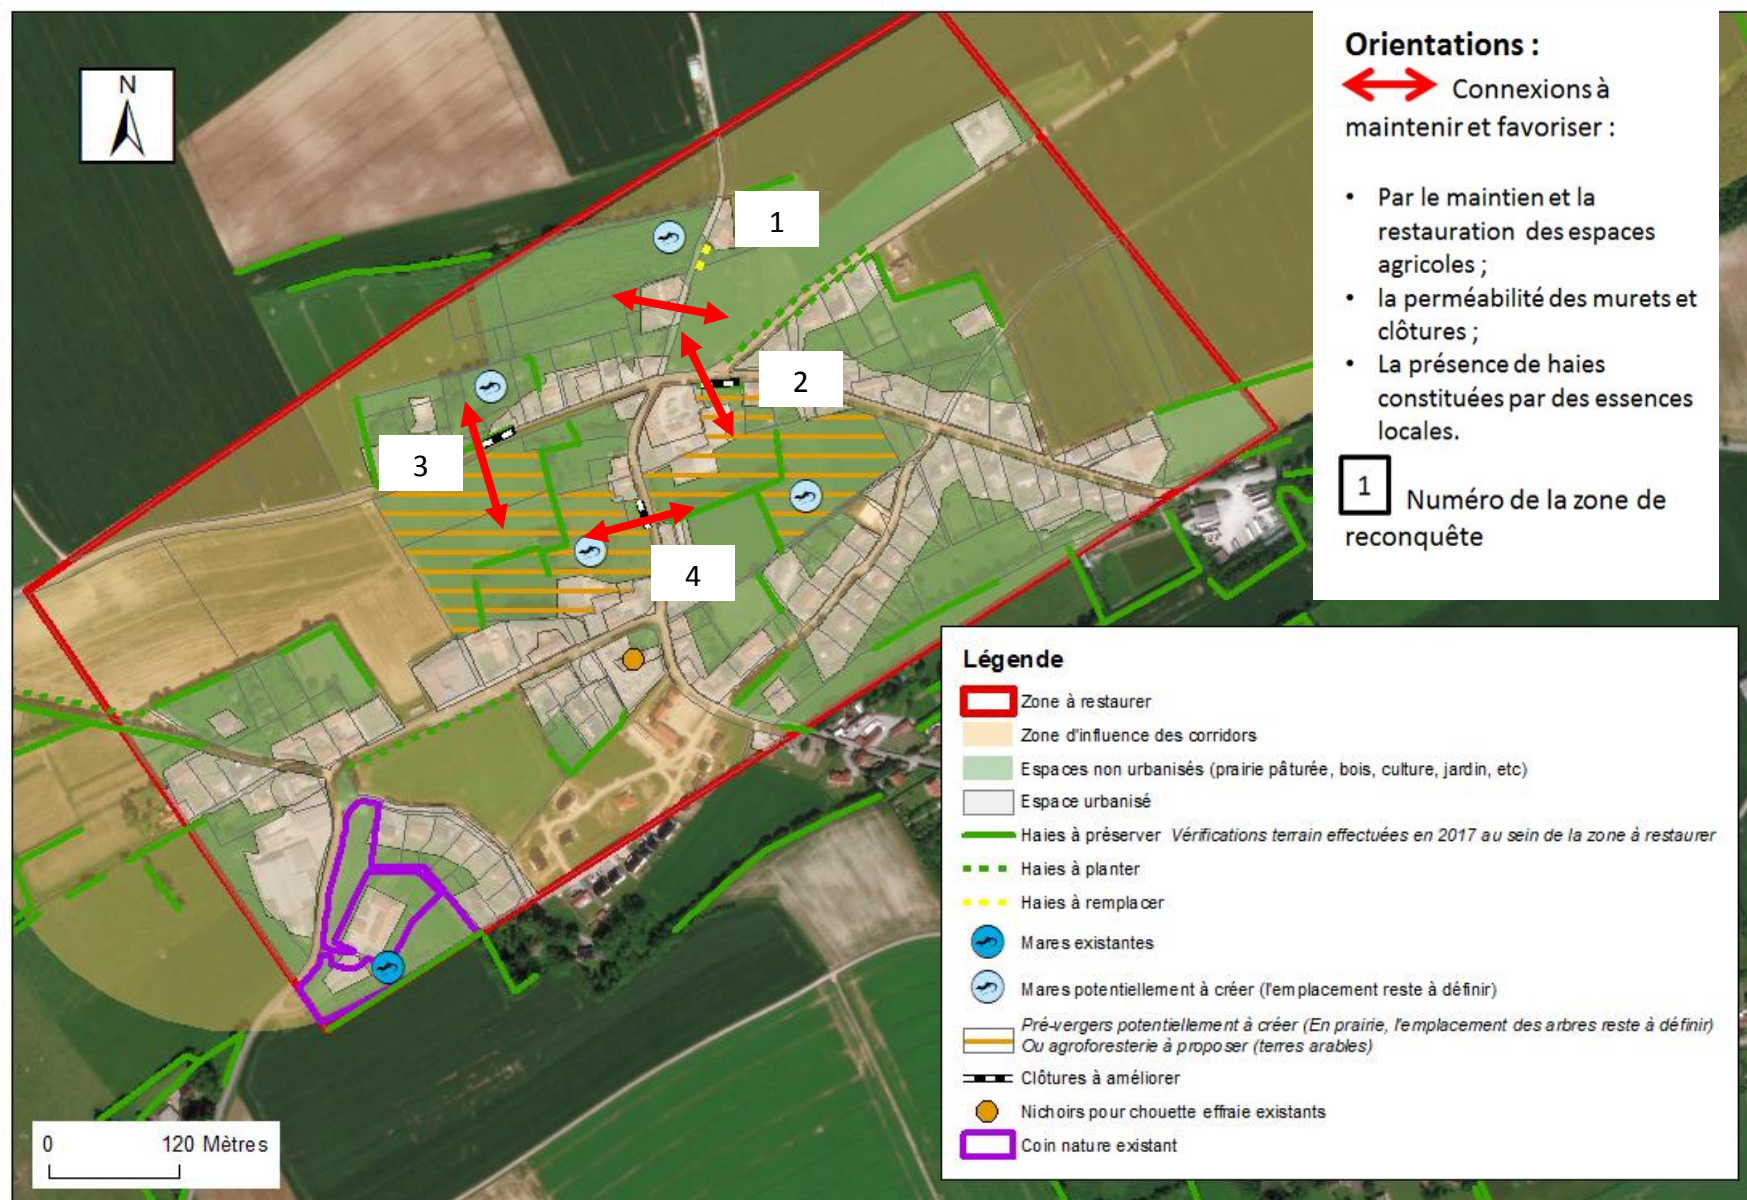 N
1
2
3
4
Orientations :
Connexions à
maintenir et favoriser :
• Par le maintien et la
restauration des espaces
agricoles ;
• la perméabilité des murets et
clôtures ;
• La présence de haies
constituées par des essences
locales.
1 Numéro de la zone de
reconquête
Légende
Zone à restaurer
Zone d'influence des corridors
Espaces non urbanisés (prairie pâturée, bois, culture, jardin, etc)
Espace urbanisé
Haies à préserver Vérifications terrain effectuées en 2017 au sein de la zone à restaurer
Haies à planter
Haies à remplacer
Mares existantes
Mares potentiellement à créer (l'emplacement reste à définir)
Pré-vergers potentiellement à créer (En prairie, l'emplacement des arbres reste à définir)
Ou agroforesterie à proposer (terres arables)
Clôtures à améliorer
Nichoirs pour chouette effraie existants
Coin nature existant
0 120 Mètres